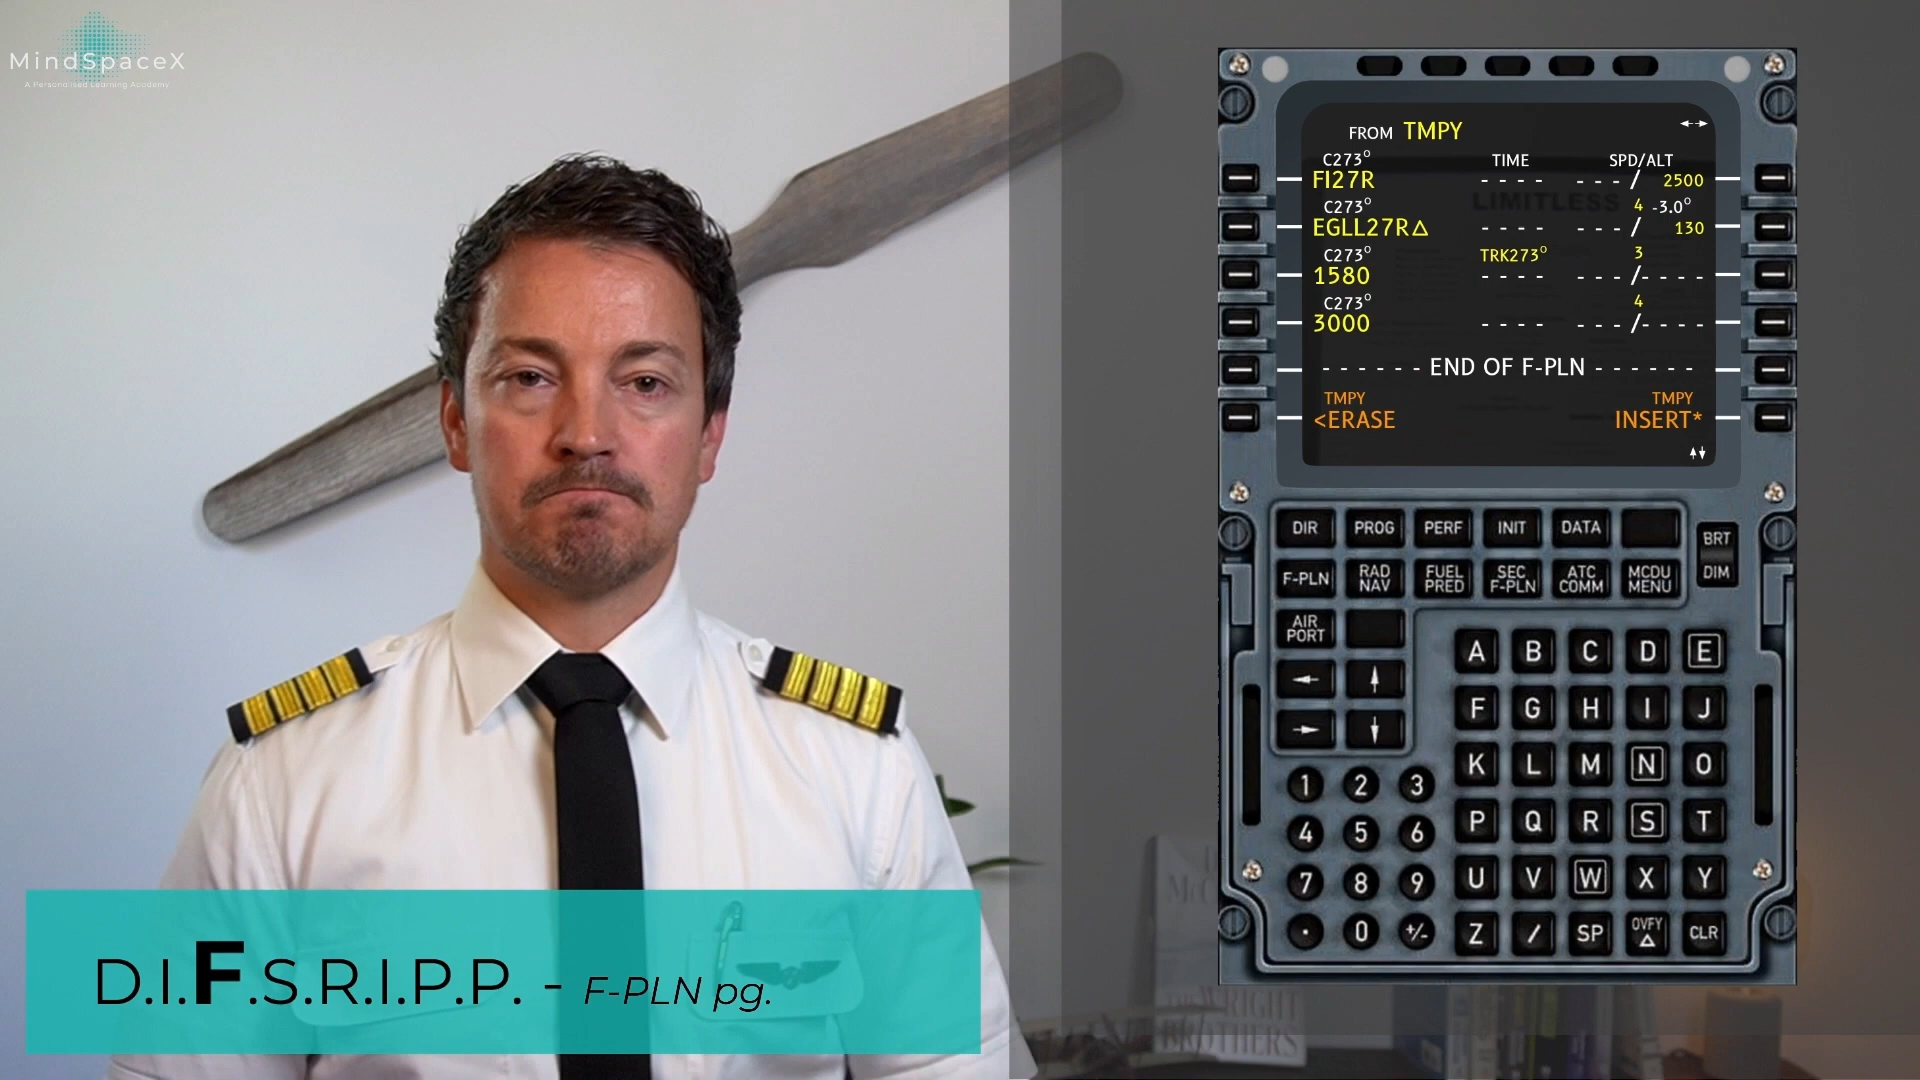 MindSpaceX
A Personalised Learning Academy
FROM TMPY
C273° TIME SPD/ALT
FI27R - - - - - - - / 2500
C273° 4 -3.0°
EGLL27R△ - - - - - - - / 130
C273° TRK273° 3
1580 - - - - - - - /- - - -
C273° 4
3000 - - - - - - - /- - - -
- - - - - - END OF F-PLN - - - - - -
TMPY TMPY
<ERASE INSERT*
LIMITLESS
DIR PROG PERF INIT DATA
BRT
DIM
F-PLN RAD NAV FUEL PRED SEC F-PLN ATC COMM MCDU MENU
AIR PORT
A B C D E
F G H I J
K L M N O
P Q R S T
U V W X Y
Z / SP OVFY △ CLR
1 2 3
4 5 6
7 8 9
. 0 +/-
D.I.F.S.R.I.P.P. - F-PLN pg.
WRIGHT
BROTHERS